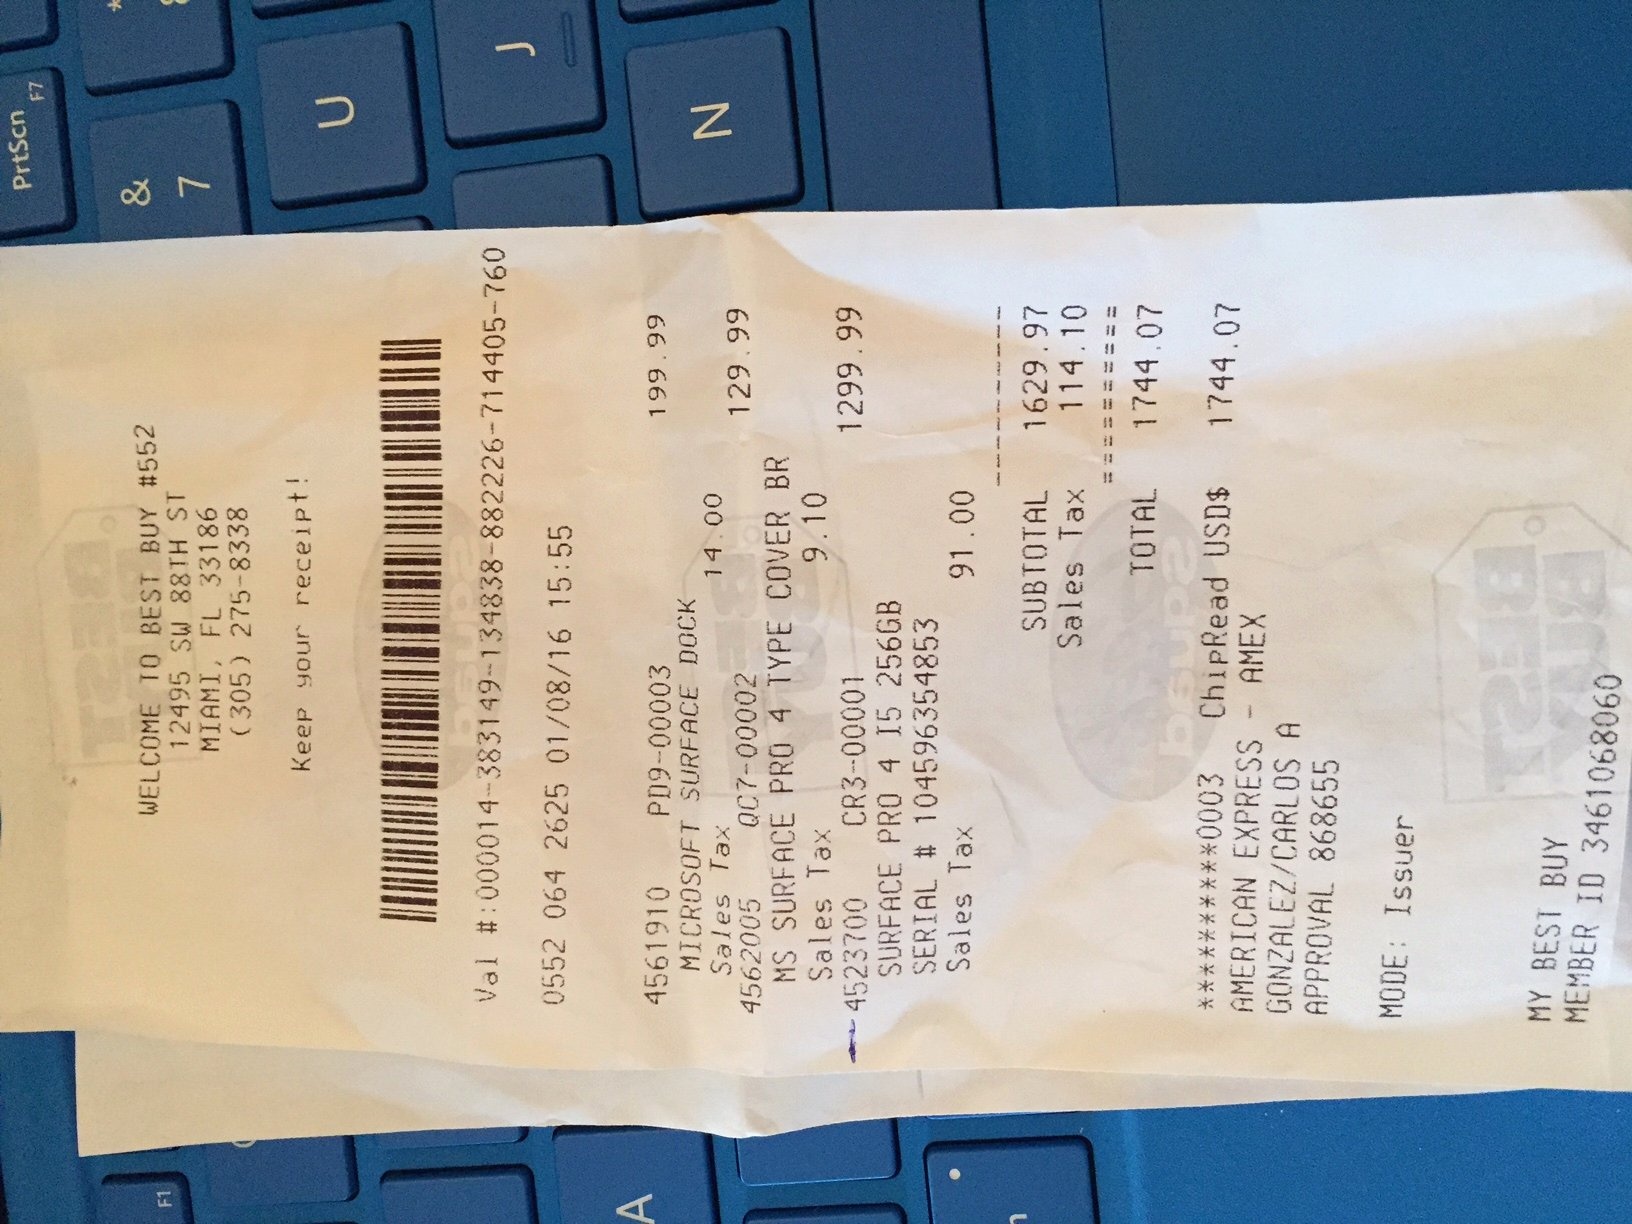 WELCOME TO BEST BUY #552
12495 SW 88TH ST
MIAMI, FL 33186
(305) 275-8338
Keep your receipt!
Val #:000014-383149-134838-882226-714405-760
0552 064 2625 01/08/16 15:55
4561910 PD9-00003 199.99
MICROSOFT SURFACE DOCK
Sales Tax 14.00
4562005 QC7-00002 129.99
MS SURFACE PRO 4 TYPE COVER BR
Sales Tax 9.10
4523700 CR3-00001 1299.99
SURFACE PRO 4 I5 256GB
SERIAL # 104596354853
Sales Tax 91.00
----------
SUBTOTAL 1629.97
Sales Tax 114.10
==========
TOTAL 1744.07
************0003 ChipRead USD$ 1744.07
AMERICAN EXPRESS - AMEX
GONZALEZ/CARLOS A
APPROVAL 868655
MODE: Issuer
MY BEST BUY
MEMBER ID 3461068060
PrtScn
F7
&
7
U
J
N
F1
A